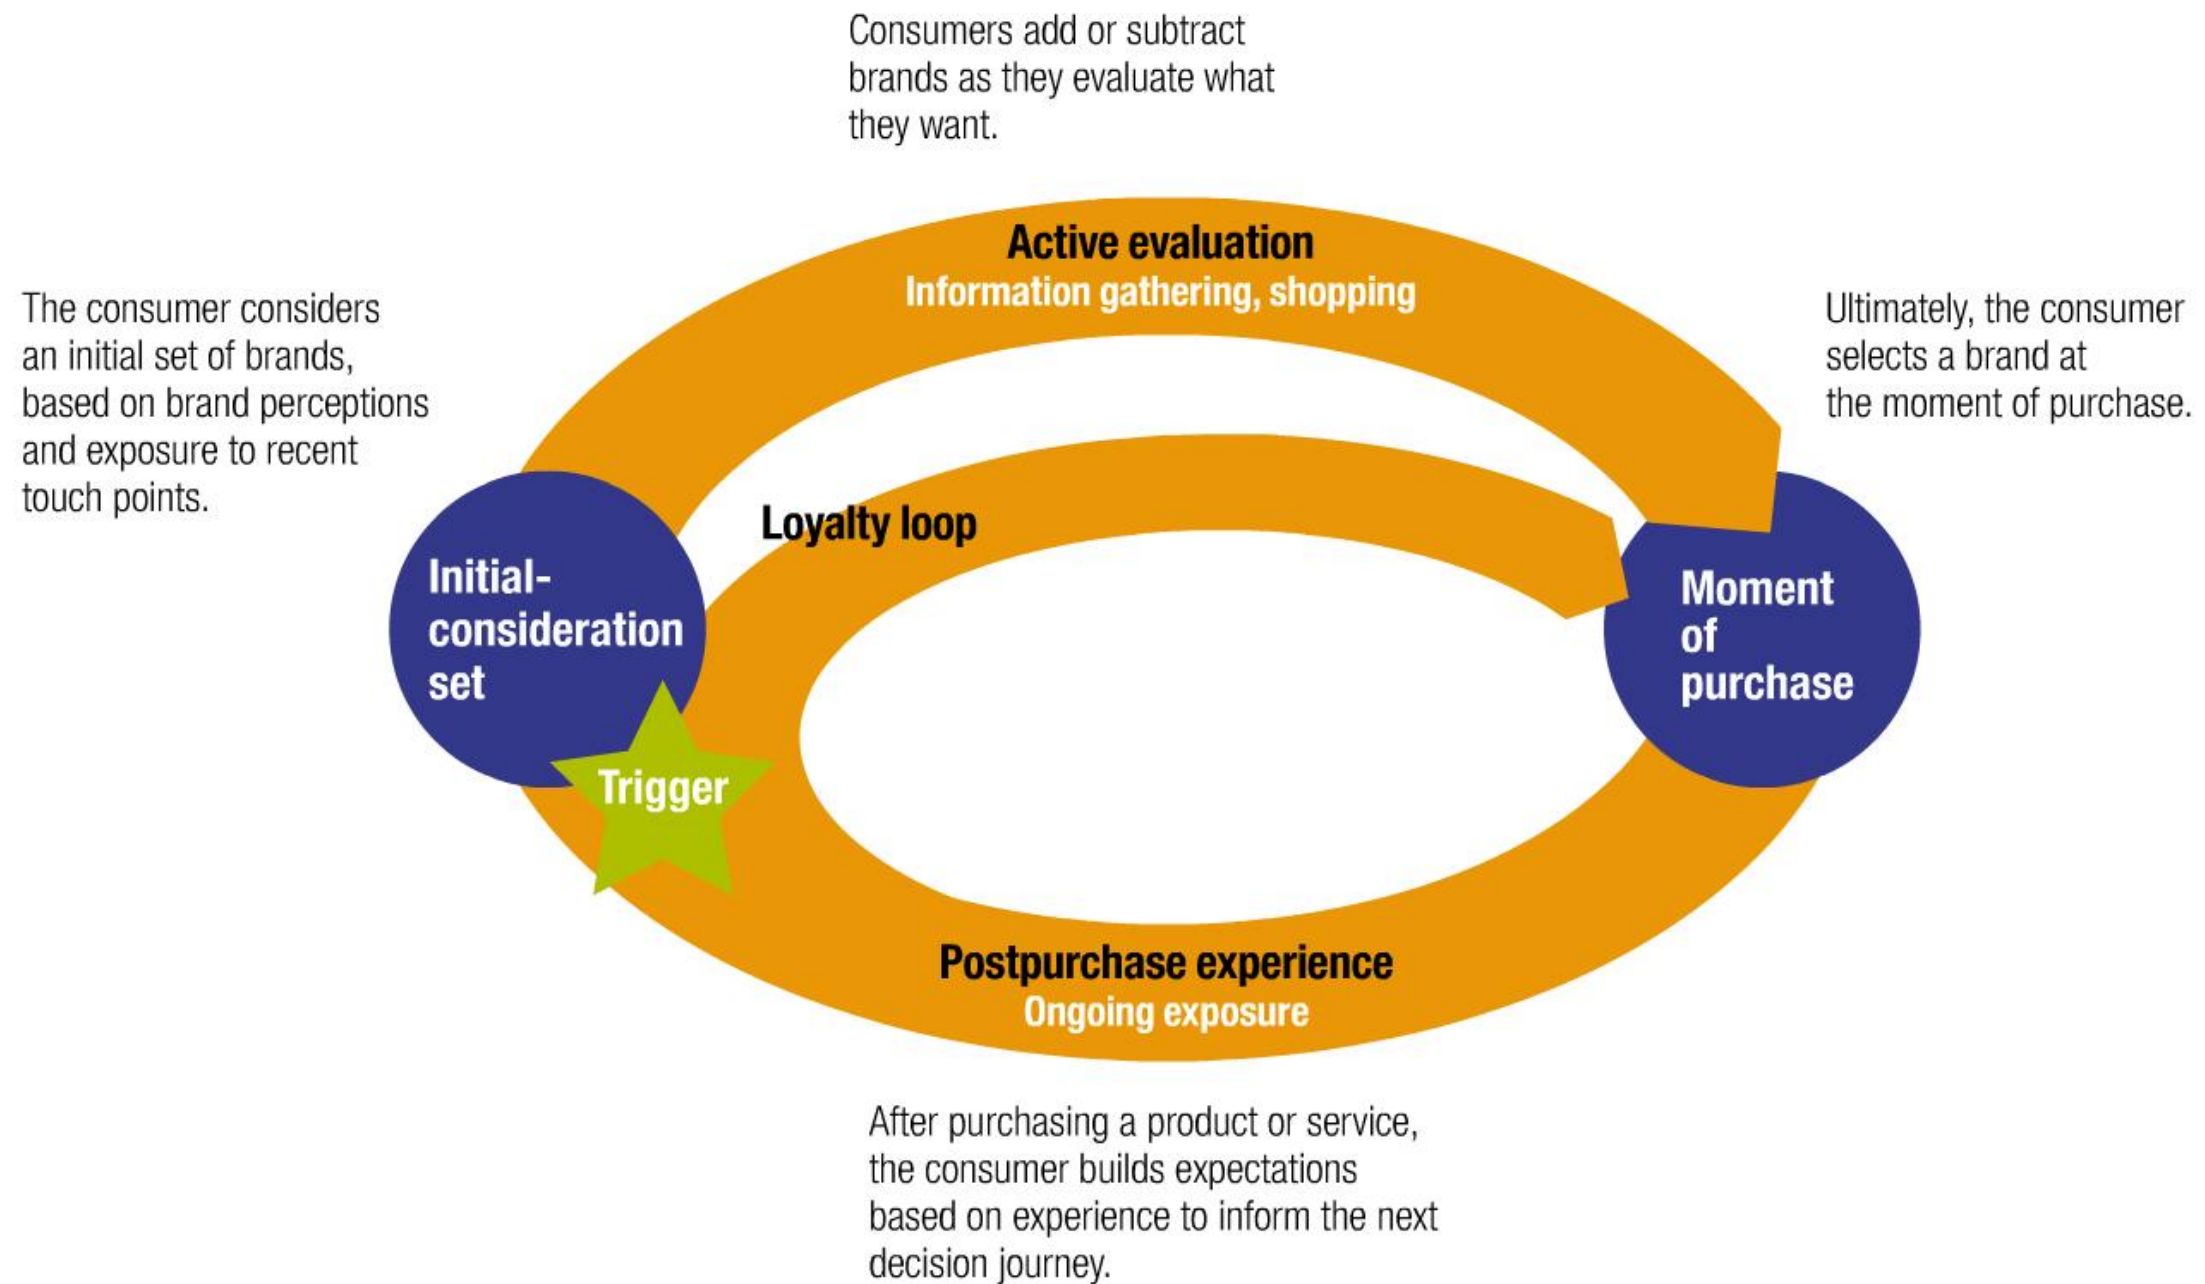 Consumers add or subtract
brands as they evaluate what
they want.
Active evaluation
Information gathering, shopping
The consumer considers
an initial set of brands,
based on brand perceptions
and exposure to recent
touch points.
Ultimately, the consumer
selects a brand at
the moment of purchase.
Loyalty loop
Initial-
consideration
set
Moment
of
purchase
Trigger
Postpurchase experience
Ongoing exposure
After purchasing a product or service,
the consumer builds expectations
based on experience to inform the next
decision journey.